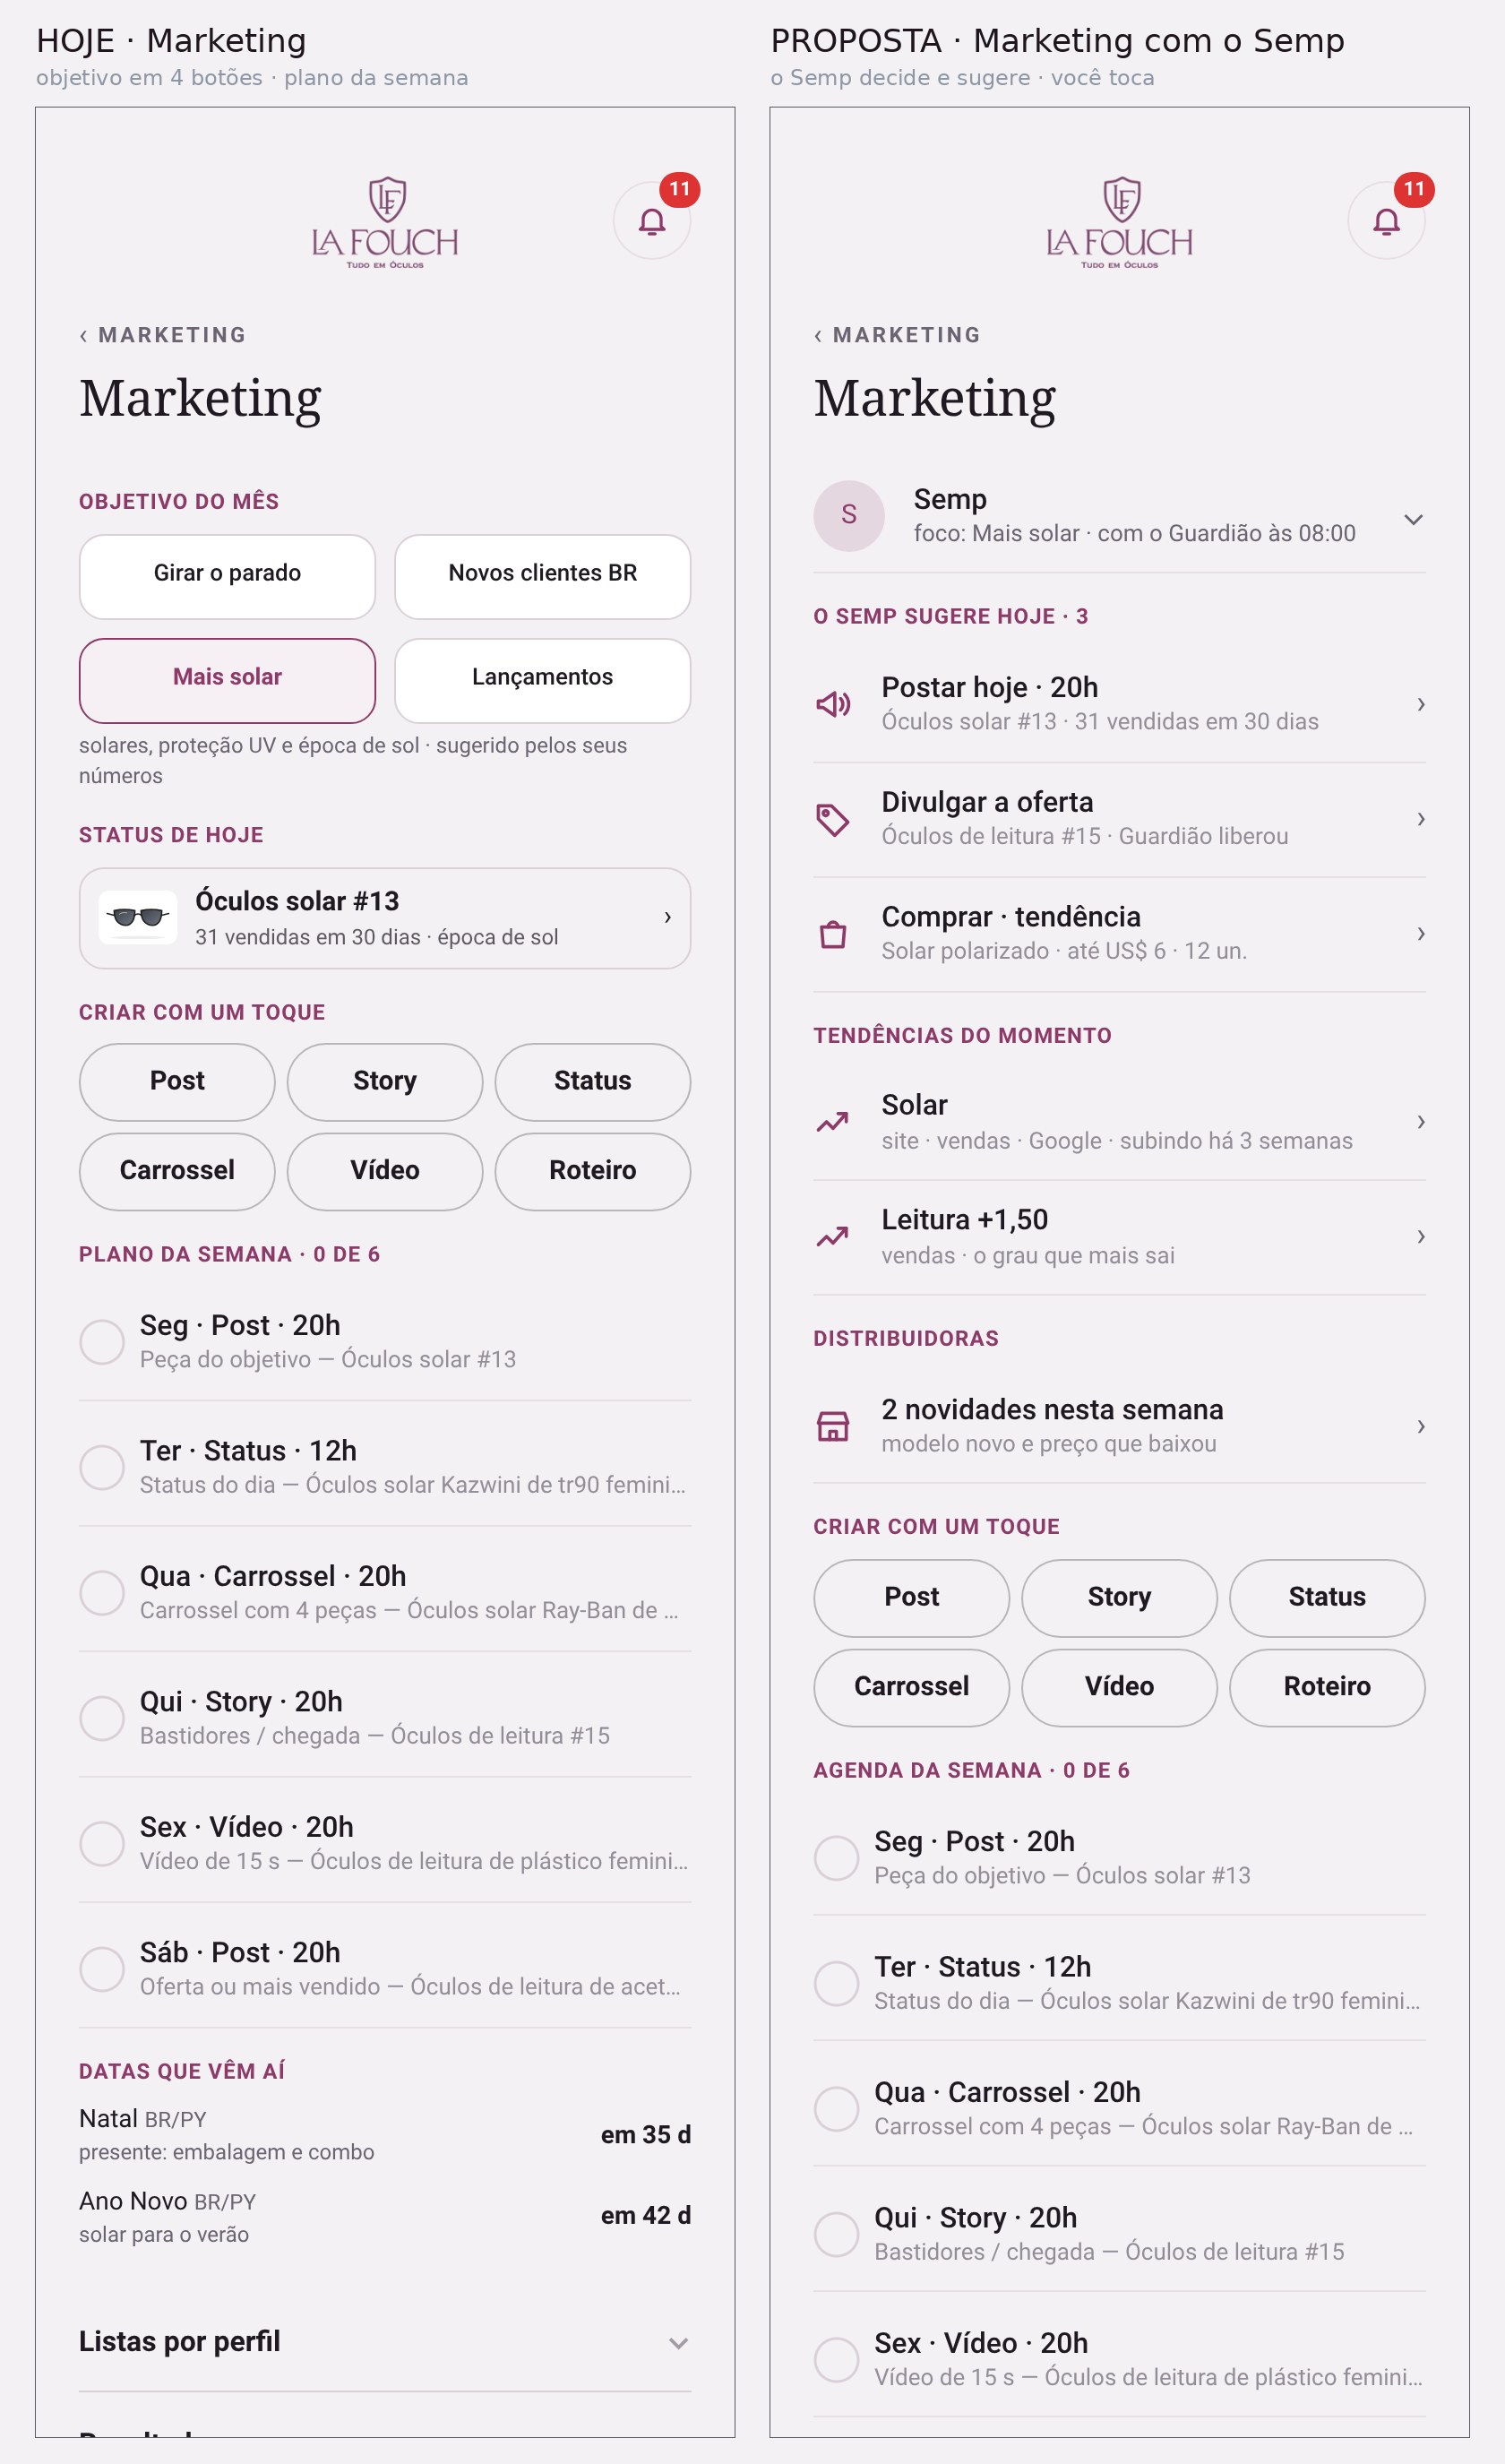 HOJE · Marketing
objetivo em 4 botões · plano da semana
LF
LA FOUCH
TUDO EM ÓCULOS
11
‹ MARKETING
Marketing
OBJETIVO DO MÊS
Girar o parado
Novos clientes BR
Mais solar
Lançamentos
solares, proteção UV e época de sol · sugerido pelos seus
números
STATUS DE HOJE
Óculos solar #13
31 vendidas em 30 dias · época de sol
›
CRIAR COM UM TOQUE
Post
Story
Status
Carrossel
Vídeo
Roteiro
PLANO DA SEMANA · 0 DE 6
Seg · Post · 20h
Peça do objetivo — Óculos solar #13
Ter · Status · 12h
Status do dia — Óculos solar Kazwini de tr90 femini...
Qua · Carrossel · 20h
Carrossel com 4 peças — Óculos solar Ray-Ban de ...
Qui · Story · 20h
Bastidores / chegada — Óculos de leitura #15
Sex · Vídeo · 20h
Vídeo de 15 s — Óculos de leitura de plástico femini...
Sáb · Post · 20h
Oferta ou mais vendido — Óculos de leitura de acet...
DATAS QUE VÊM AÍ
Natal BR/PY
presente: embalagem e combo
em 35 d
Ano Novo BR/PY
solar para o verão
em 42 d
Listas por perfil
PROPOSTA · Marketing com o Semp
o Semp decide e sugere · você toca
LF
LA FOUCH
TUDO EM ÓCULOS
11
‹ MARKETING
Marketing
S
Semp
foco: Mais solar · com o Guardião às 08:00
O SEMP SUGERE HOJE · 3
Postar hoje · 20h
Óculos solar #13 · 31 vendidas em 30 dias
›
Divulgar a oferta
Óculos de leitura #15 · Guardião liberou
›
Comprar · tendência
Solar polarizado · até US$ 6 · 12 un.
›
TENDÊNCIAS DO MOMENTO
Solar
site · vendas · Google · subindo há 3 semanas
›
Leitura +1,50
vendas · o grau que mais sai
›
DISTRIBUIDORAS
2 novidades nesta semana
modelo novo e preço que baixou
›
CRIAR COM UM TOQUE
Post
Story
Status
Carrossel
Vídeo
Roteiro
AGENDA DA SEMANA · 0 DE 6
Seg · Post · 20h
Peça do objetivo — Óculos solar #13
Ter · Status · 12h
Status do dia — Óculos solar Kazwini de tr90 femini...
Qua · Carrossel · 20h
Carrossel com 4 peças — Óculos solar Ray-Ban de ...
Qui · Story · 20h
Bastidores / chegada — Óculos de leitura #15
Sex · Vídeo · 20h
Vídeo de 15 s — Óculos de leitura de plástico femini...